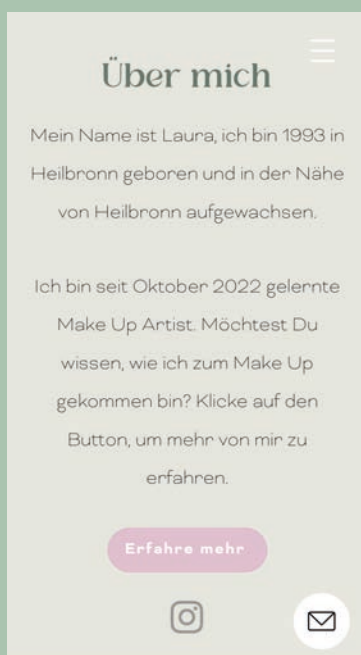 Über mich
Mein Name ist Laura, ich bin 1993 in
Heilbronn geboren und in der Nähe
von Heilbronn aufgewachsen.
Ich bin seit Oktober 2022 gelernte
Make Up Artist. Möchtest Du
wissen, wie ich zum Make Up
gekommen bin? Klicke auf den
Button, um mehr von mir zu
erfahren.
Erfahre mehr